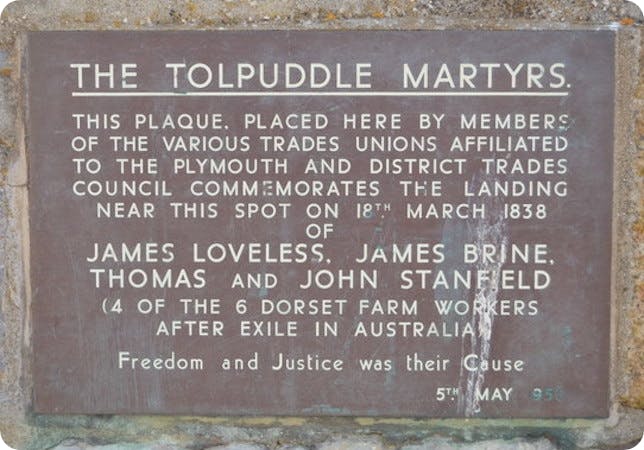 THE TOLPUDDLE MARTYRS.
THIS PLAQUE, PLACED HERE BY MEMBERS
OF THE VARIOUS TRADES UNIONS AFFILIATED
TO THE PLYMOUTH AND DISTRICT TRADES
COUNCIL COMMEMORATES THE LANDING
NEAR THIS SPOT ON 18TH MARCH 1838
OF
JAMES LOVELESS, JAMES BRINE,
THOMAS AND JOHN STANFIELD
(4 OF THE 6 DORSET FARM WORKERS
AFTER EXILE IN AUSTRALIA)
Freedom and Justice was their Cause
5TH MAY